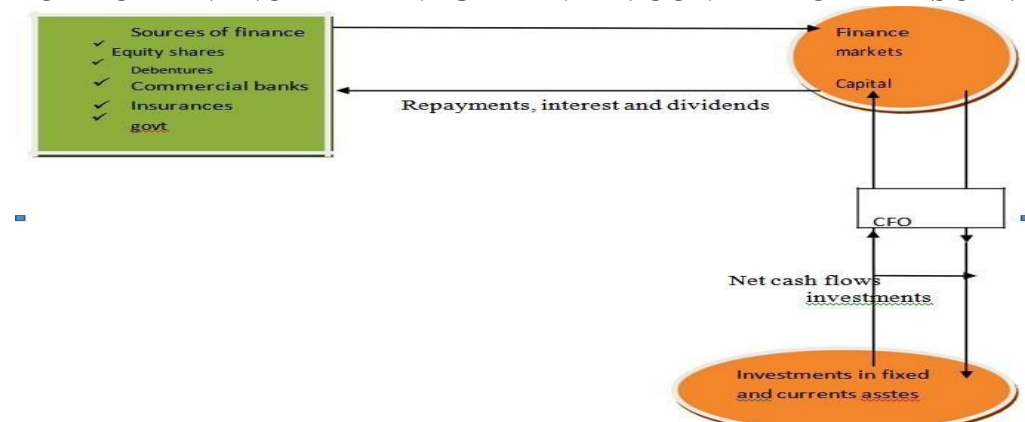 Sources of finance
Equity shares
Debentures
Commercial banks
Insurances
govt
Finance
markets
Capital
Repayments, interest and dividends
CFO
Net cash flows
investments
Investments in fixed
and currents asstes